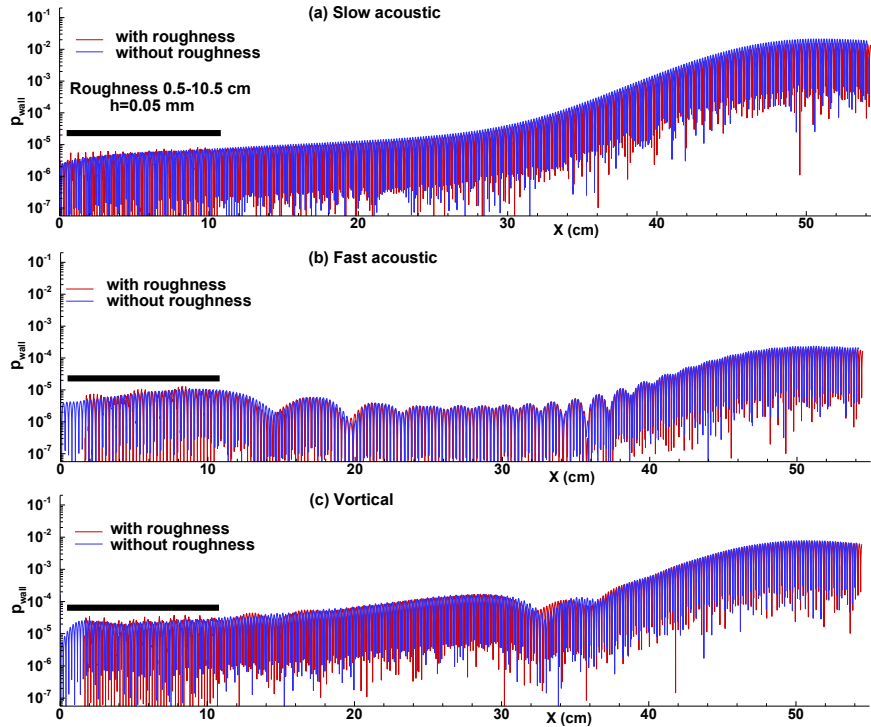 (a) Slow acoustic
with roughness
without roughness
Roughness 0.5-10.5 cm
h=0.05 mm
p_wall
10^-1
10^-2
10^-3
10^-4
10^-5
10^-6
10^-7
0 10 20 30 40 50
X (cm)
(b) Fast acoustic
with roughness
without roughness
p_wall
10^-1
10^-2
10^-3
10^-4
10^-5
10^-6
10^-7
0 10 20 30 40 50
X (cm)
(c) Vortical
with roughness
without roughness
p_wall
10^-1
10^-2
10^-3
10^-4
10^-5
10^-6
10^-7
0 10 20 30 40 50
X (cm)